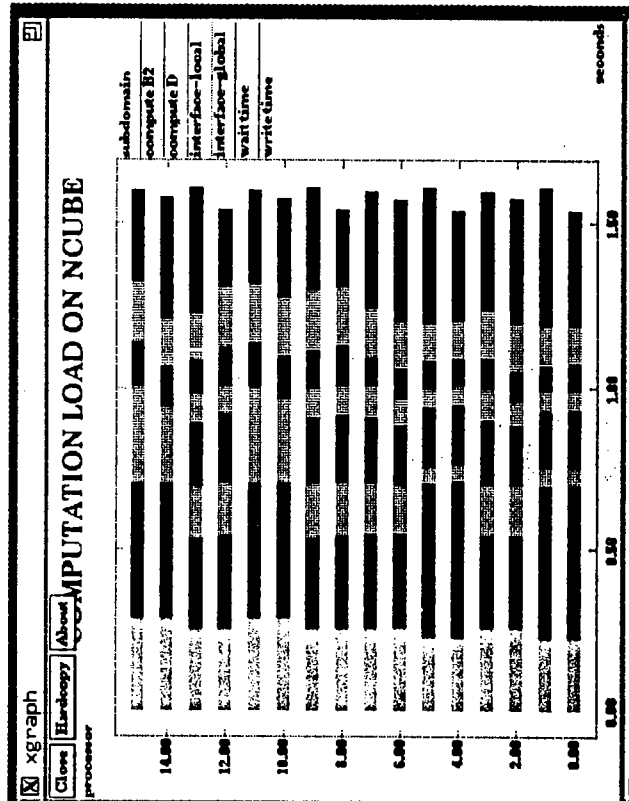 xgraph
Close Hardcopy About
COMPUTATION LOAD ON NCUBE
processor
14.00
12.00
10.00
8.00
6.00
4.00
2.00
0.00
0.00
0.50
1.00
1.50
seconds
subdomain
compute B2
compute D
interface-local
interface-global
wait time
write time